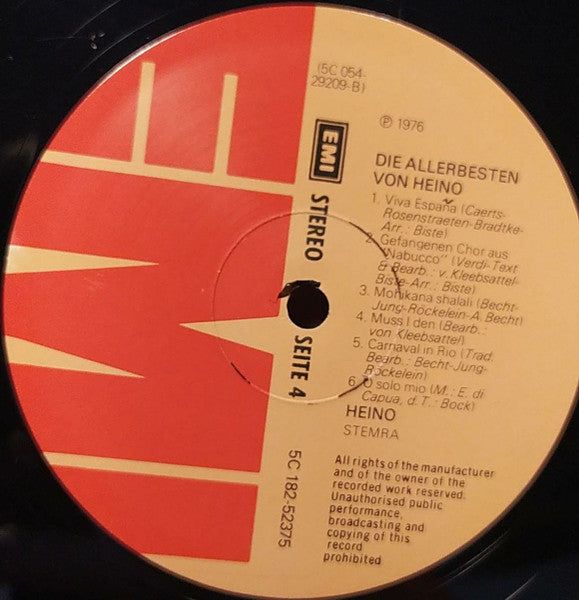 (5C 054-
29209-B)
℗ 1976
EMI
STEREO
SEITE 4
5C 182-52375
DIE ALLERBESTEN
VON HEINO
1. Viva España (Caerts-
Rosenstraeten-Bradtke-
Arr.: Biste)
2. Gefangenen Chor aus
"Nabucco" (Verdi-Text
& Bearb.: v. Kleebsattel-
Biste-Arr.: Biste)
3. Mohikana shalali (Becht-
Jung-Röckelein-A. Becht)
4. Muss I den (Bearb.:
von Kleebsattel)
5. Carnaval in Rio (Trad.
Bearb.: Becht-Jung-
Röckelein)
6. O solo mio (M.: E. di
Capua, d. T.: Bock)
HEINO
STEMRA
All rights of the manufacturer
and of the owner of the
recorded work reserved.
Unauthorised public
performance,
broadcasting and
copying of this
record
prohibited